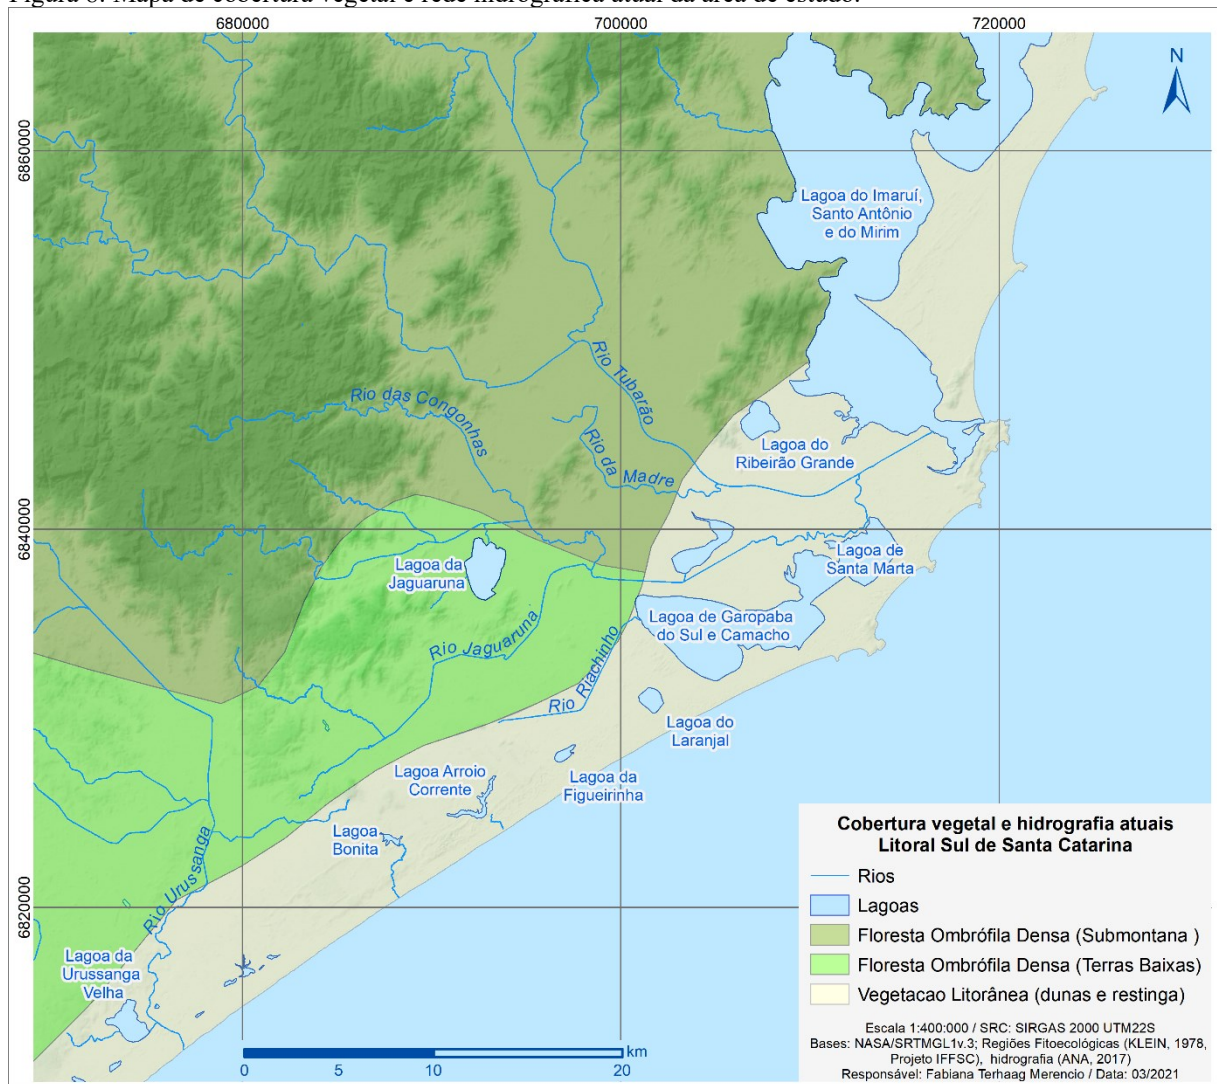 Figura 8: Mapa de cobertura vegetal e rede hidrográfica atual da área de estudo.
680000
700000
720000
N
6860000
6840000
6820000
Lagoa do Imaruí,
Santo Antônio
e do Mirim
Rio Tubarão
Rio das Congonhas
Rio da Madre
Lagoa do
Ribeirão Grande
Lagoa da
Jaguaruna
Lagoa de
Santa Marta
Lagoa de Garopaba
do Sul e Camacho
Rio Jaguaruna
Rio Riachinho
Lagoa do
Laranjal
Lagoa Arroio
Corrente
Lagoa da
Figueirinha
Lagoa
Bonita
Rio Urussanga
Lagoa da
Urussanga
Velha
0
5
10
20
km
Cobertura vegetal e hidrografia atuais
Litoral Sul de Santa Catarina
Rios
Lagoas
Floresta Ombrófila Densa (Submontana )
Floresta Ombrófila Densa (Terras Baixas)
Vegetacao Litorânea (dunas e restinga)
Escala 1:400:000 / SRC: SIRGAS 2000 UTM22S
Bases: NASA/SRTMGL1v.3; Regiões Fitoecológicas (KLEIN, 1978,
Projeto IFFSC), hidrografia (ANA, 2017)
Responsável: Fabiana Terhaag Merencio / Data: 03/2021